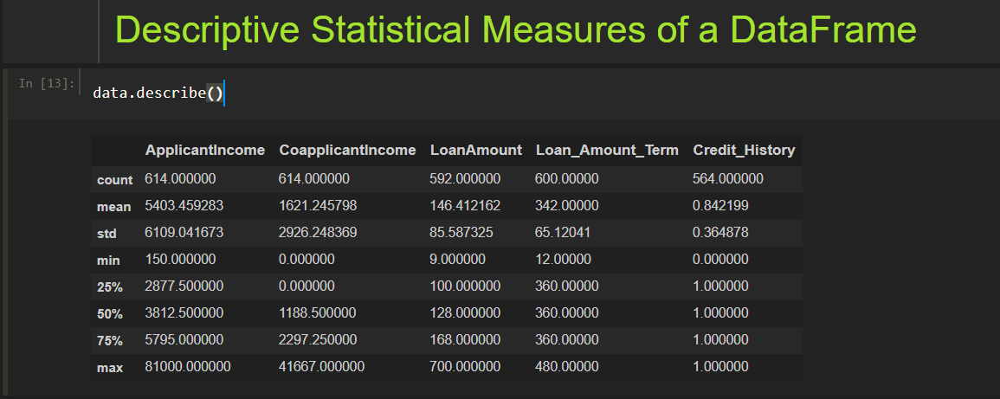 Descriptive Statistical Measures of a DataFrame
In [13]:
data.describe()
ApplicantIncome CoapplicantIncome LoanAmount Loan_Amount_Term Credit_History
count 614.000000 614.000000 592.000000 600.00000 564.000000
mean 5403.459283 1621.245798 146.412162 342.00000 0.842199
std 6109.041673 2926.248369 85.587325 65.12041 0.364878
min 150.000000 0.000000 9.000000 12.00000 0.000000
25% 2877.500000 0.000000 100.000000 360.00000 1.000000
50% 3812.500000 1188.500000 128.000000 360.00000 1.000000
75% 5795.000000 2297.250000 168.000000 360.00000 1.000000
max 81000.000000 41667.000000 700.000000 480.00000 1.000000